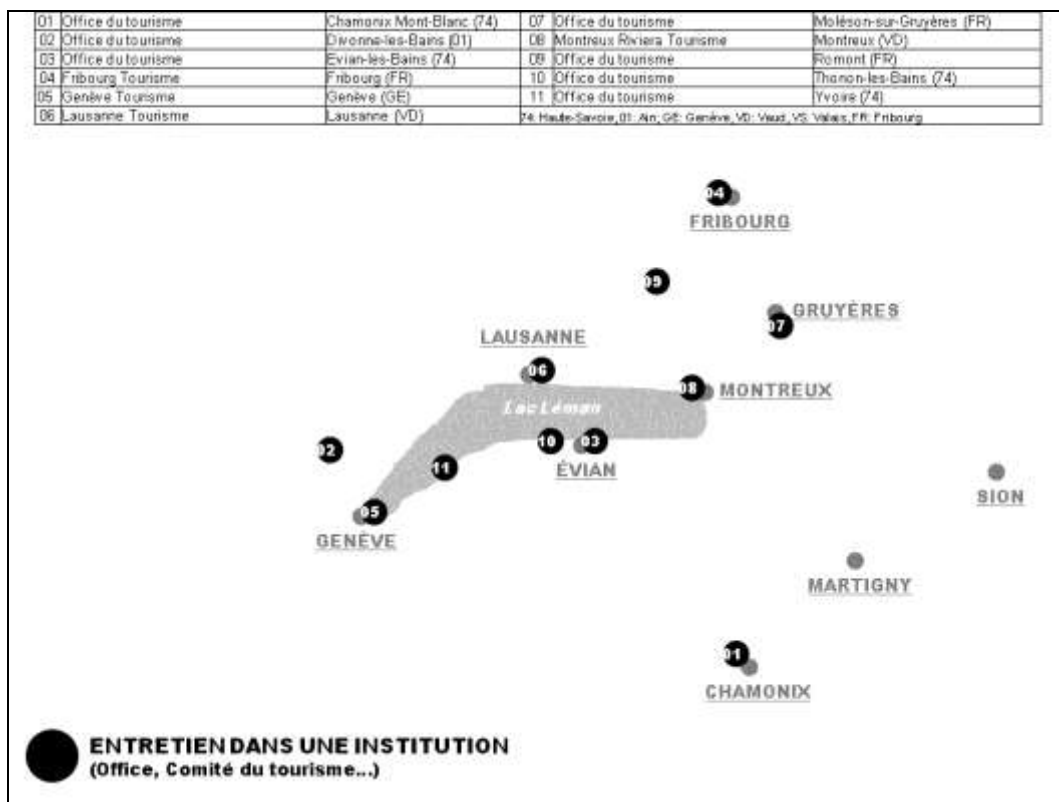 01 Office du tourisme Chamonix Mont-Blanc (74) 07 Office du tourisme Moléson-sur-Gruyères (FR)
02 Office du tourisme Divonne-les-Bains (01) 08 Montreux Riviera Tourisme Montreux (VD)
03 Office du tourisme Evian-les-Bains (74) 09 Office du tourisme Romont (FR)
04 Fribourg Tourisme Fribourg (FR) 10 Office du tourisme Thonon-les-Bains (74)
05 Genève Tourisme Genève (GE) 11 Office du tourisme Yvoire (74)
06 Lausanne Tourisme Lausanne (VD) 74: Haute-Savoie, 01: Ain, GE: Genève, VD: Vaud, VS: Valais, FR: Fribourg
04
FRIBOURG
09
GRUYÈRES
07
LAUSANNE
06
08 MONTREUX
Lac Léman
02
10 03
ÉVIAN
11
SION
05
GENÈVE
MARTIGNY
01
CHAMONIX
ENTRETIEN DANS UNE INSTITUTION
(Office, Comité du tourisme...)